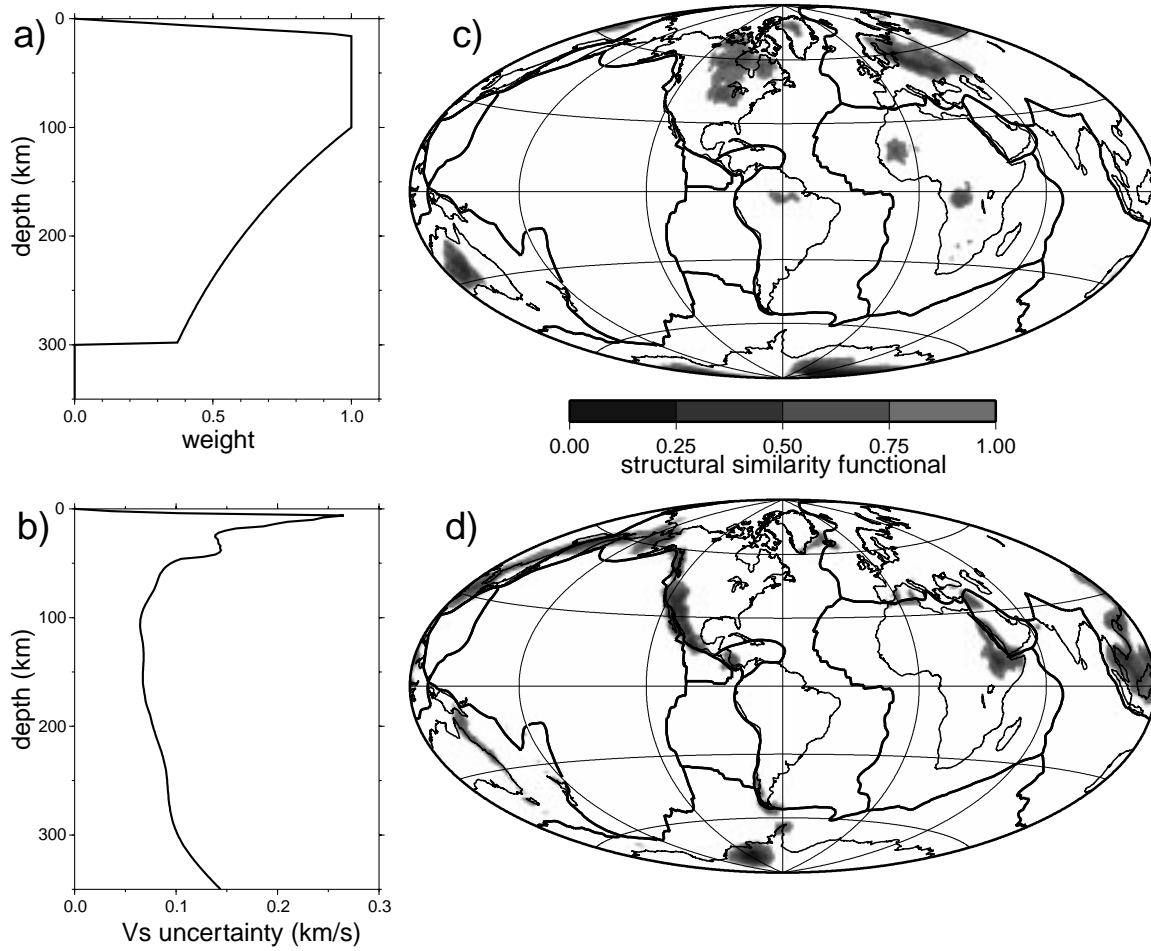 a)
0
100
200
300
depth (km)
0.0 0.5 1.0
weight
c)
0.00 0.25 0.50 0.75 1.00
structural similarity functional
b)
0
100
200
300
depth (km)
0.0 0.1 0.2 0.3
Vs uncertainty (km/s)
d)